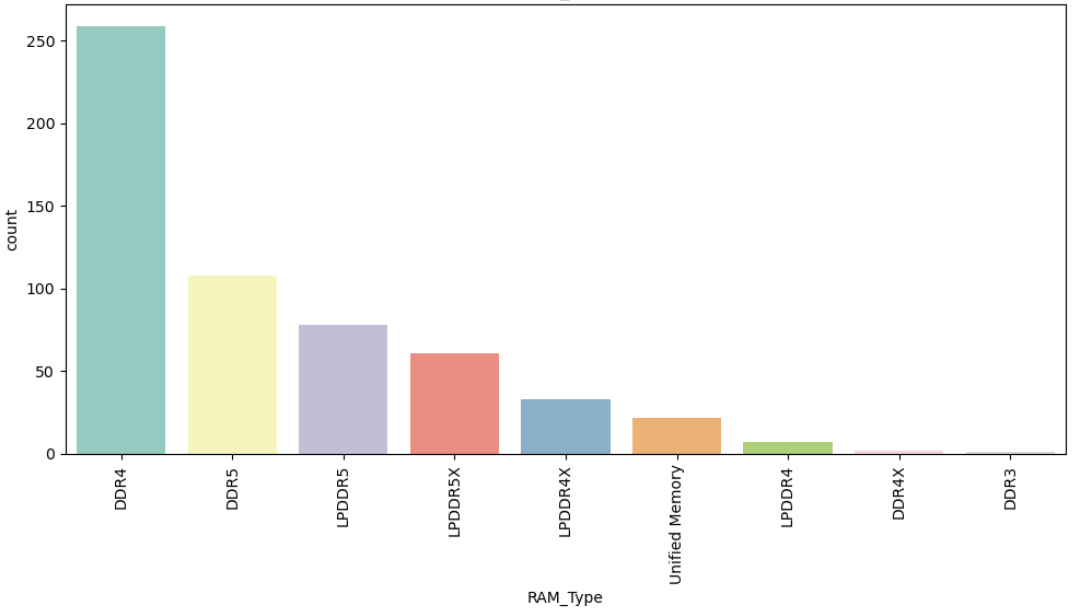 250
200
150
100
50
0
count
DDR4
DDR5
LPDDR5
LPDDR5X
LPDDR4X
Unified Memory
LPDDR4
DDR4X
DDR3
RAM_Type